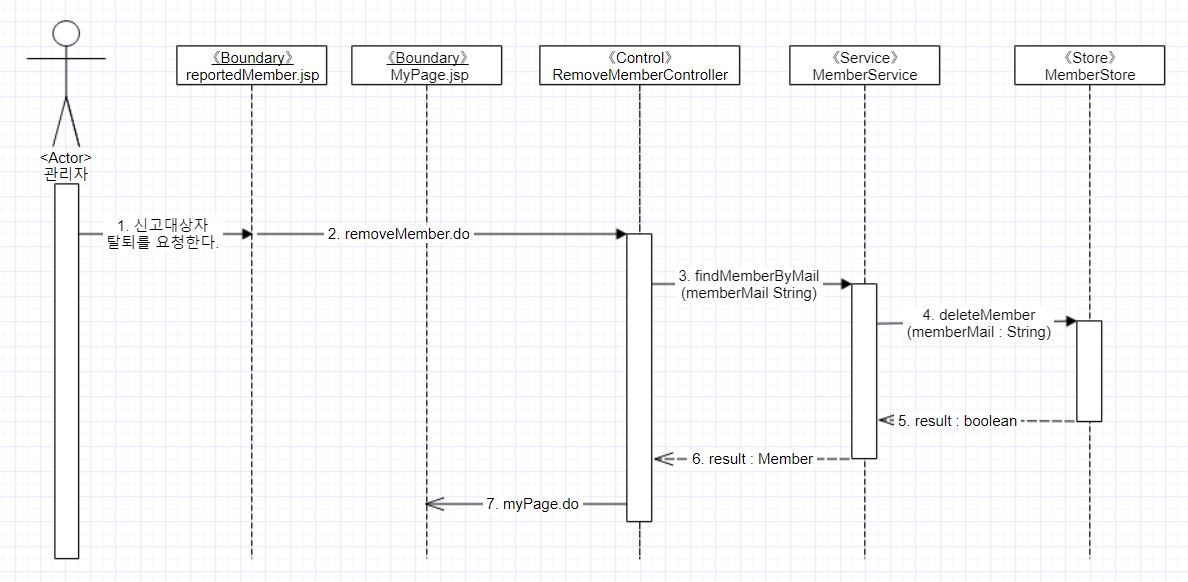 《Boundary》
reportedMember.jsp
《Boundary》
MyPage.jsp
《Control》
RemoveMemberController
《Service》
MemberService
《Store》
MemberStore
<Actor>
관리자
1. 신고대상자
탈퇴를 요청한다.
2. removeMember.do
3. findMemberByMail
(memberMail String)
4. deleteMember
(memberMail : String)
5. result : boolean
6. result : Member
7. myPage.do